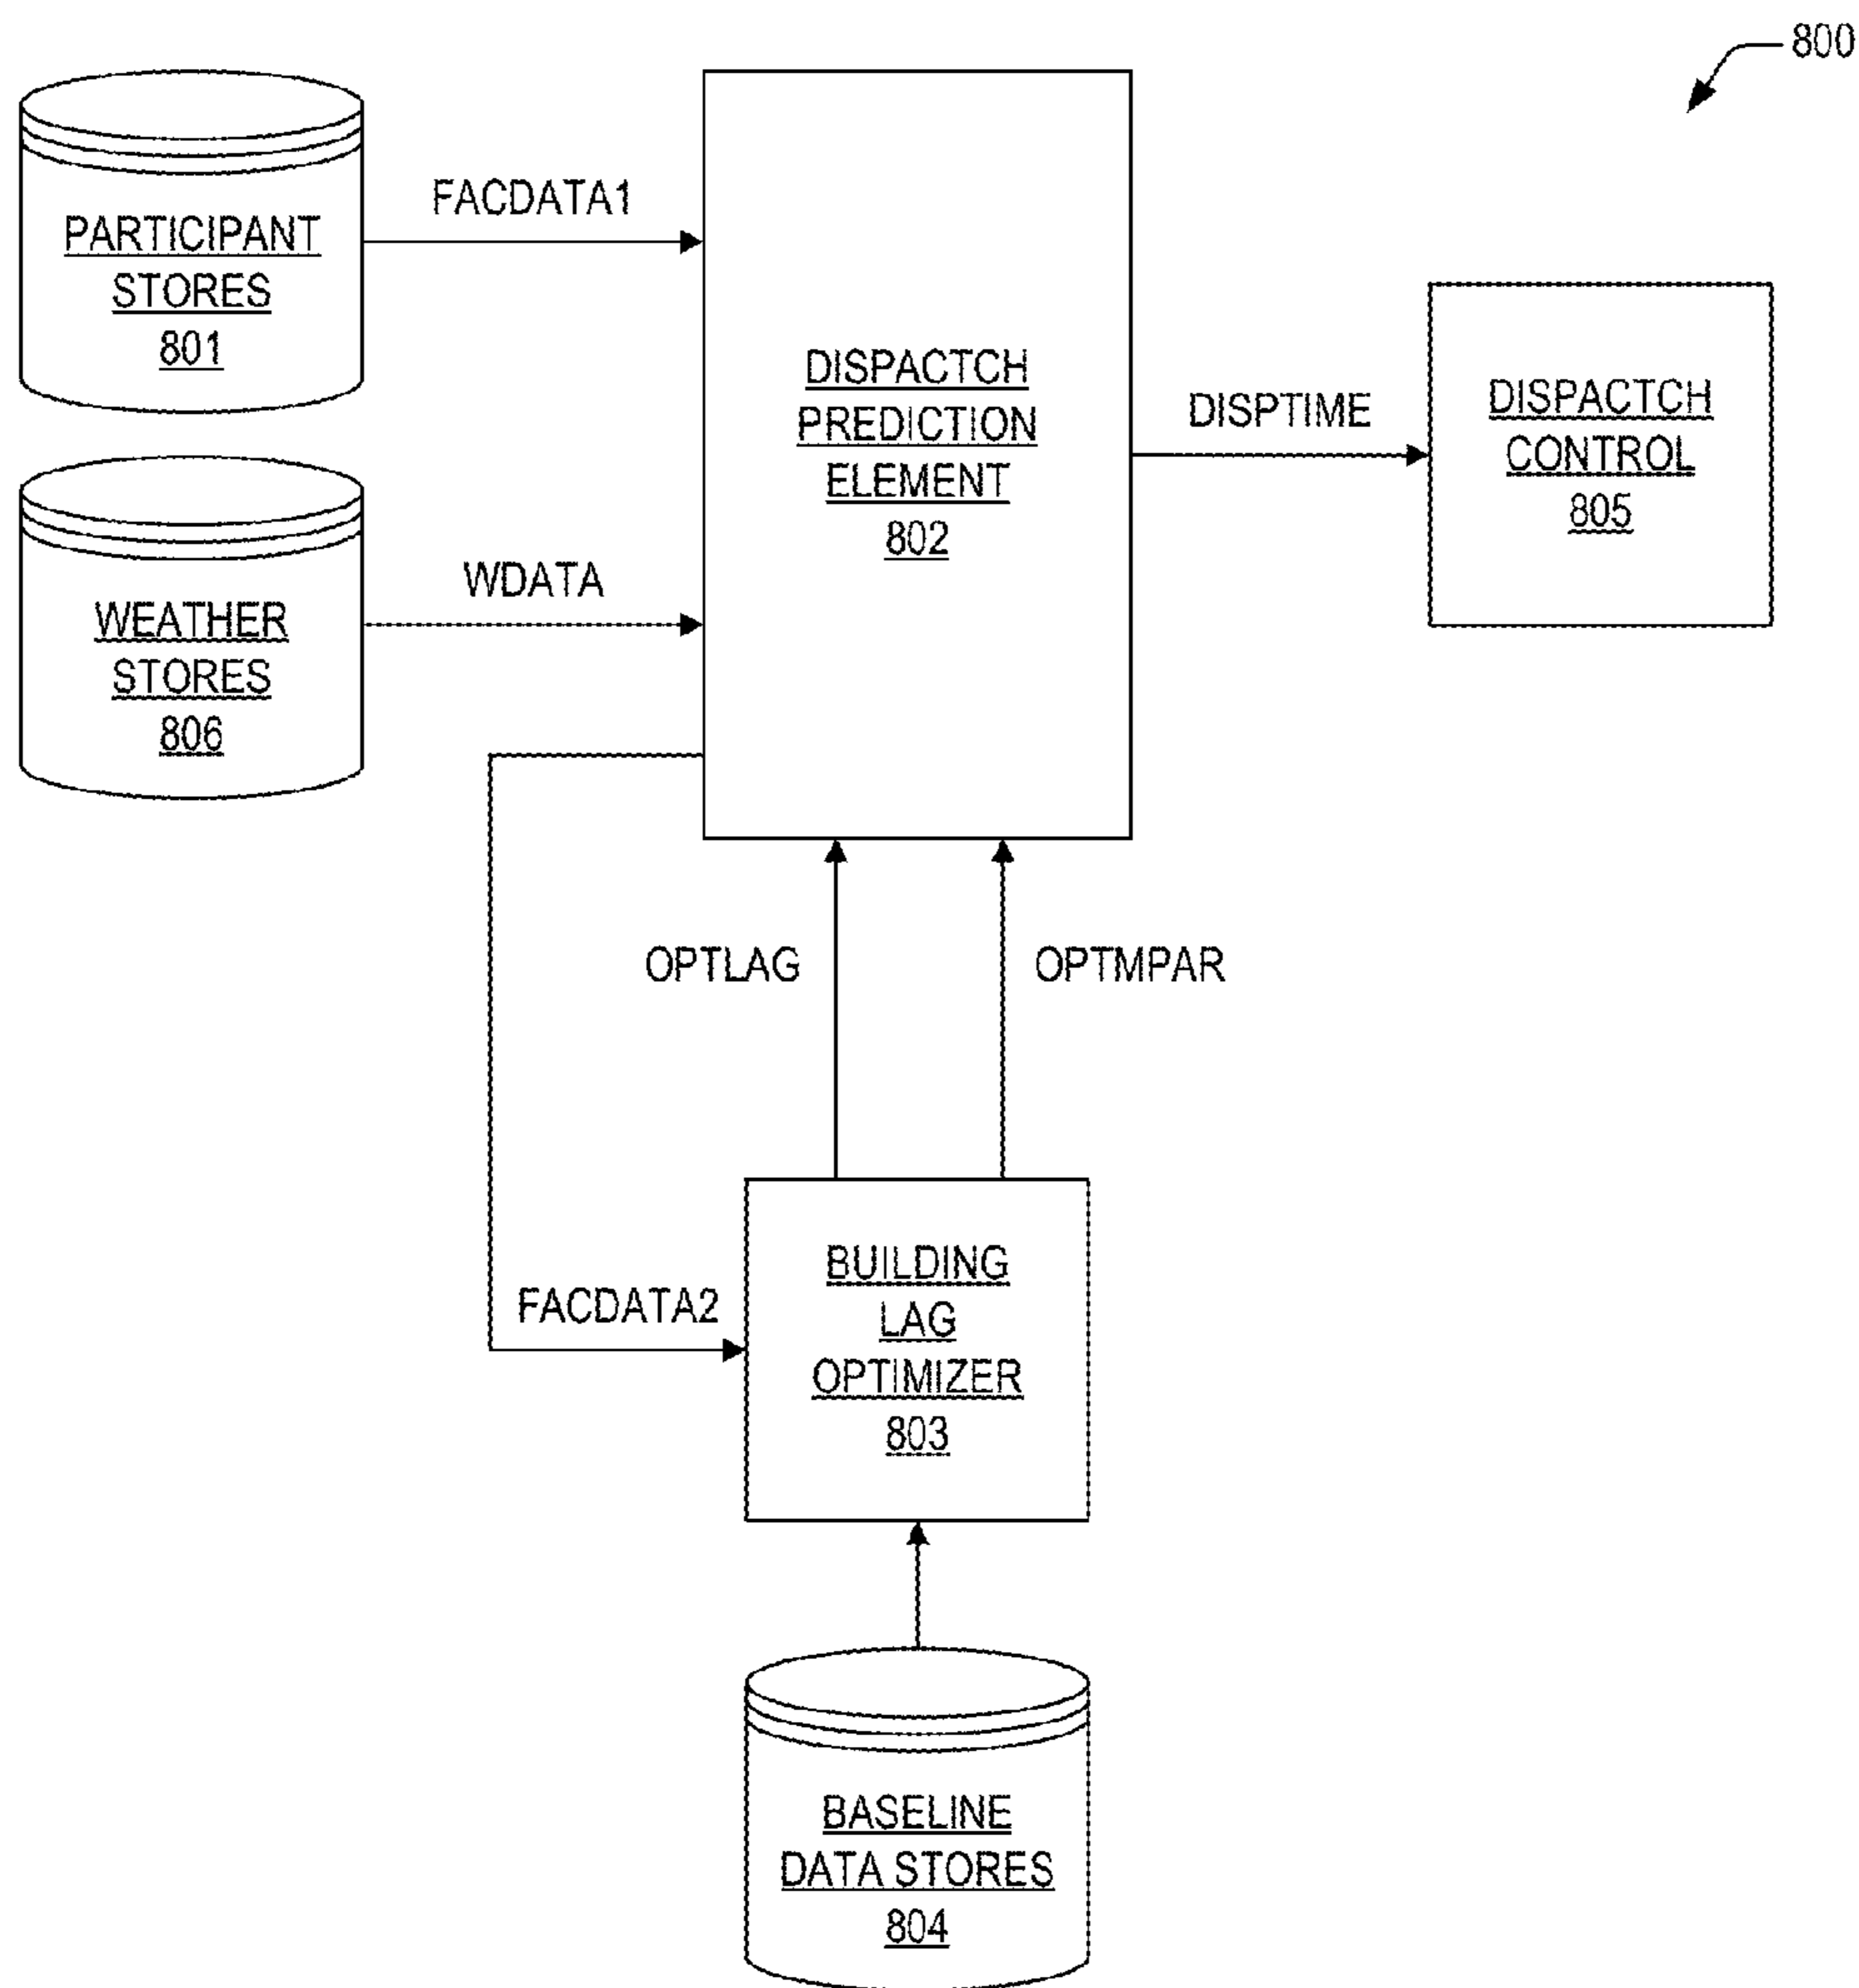 800
PARTICIPANT
STORES
801
FACDATA1
DISPACTCH
PREDICTION
ELEMENT
802
DISPTIME
DISPACTCH
CONTROL
805
WEATHER
STORES
806
WDATA
OPTLAG
OPTMPAR
FACDATA2
BUILDING
LAG
OPTIMIZER
803
BASELINE
DATA STORES
804